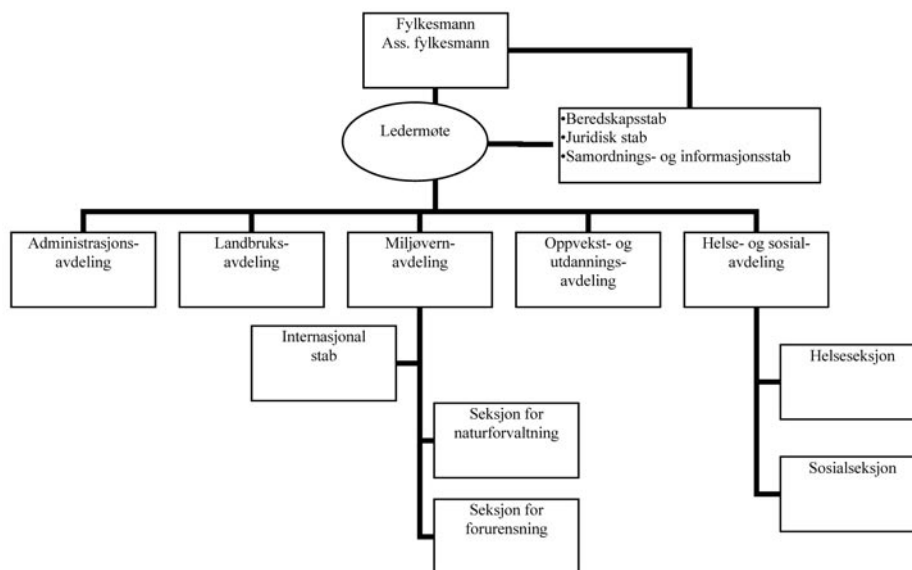 Fylkesmann
Ass. fylkesmann
Ledermøte
•Beredskapsstab
•Juridisk stab
•Samordnings- og informasjonsstab
Administrasjons-
avdeling
Landbruks-
avdeling
Miljøvern-
avdeling
Oppvekst- og
utdannings-
avdeling
Helse- og sosial-
avdeling
Internasjonal
stab
Helseseksjon
Seksjon for
naturforvaltning
Sosialseksjon
Seksjon for
forurensning